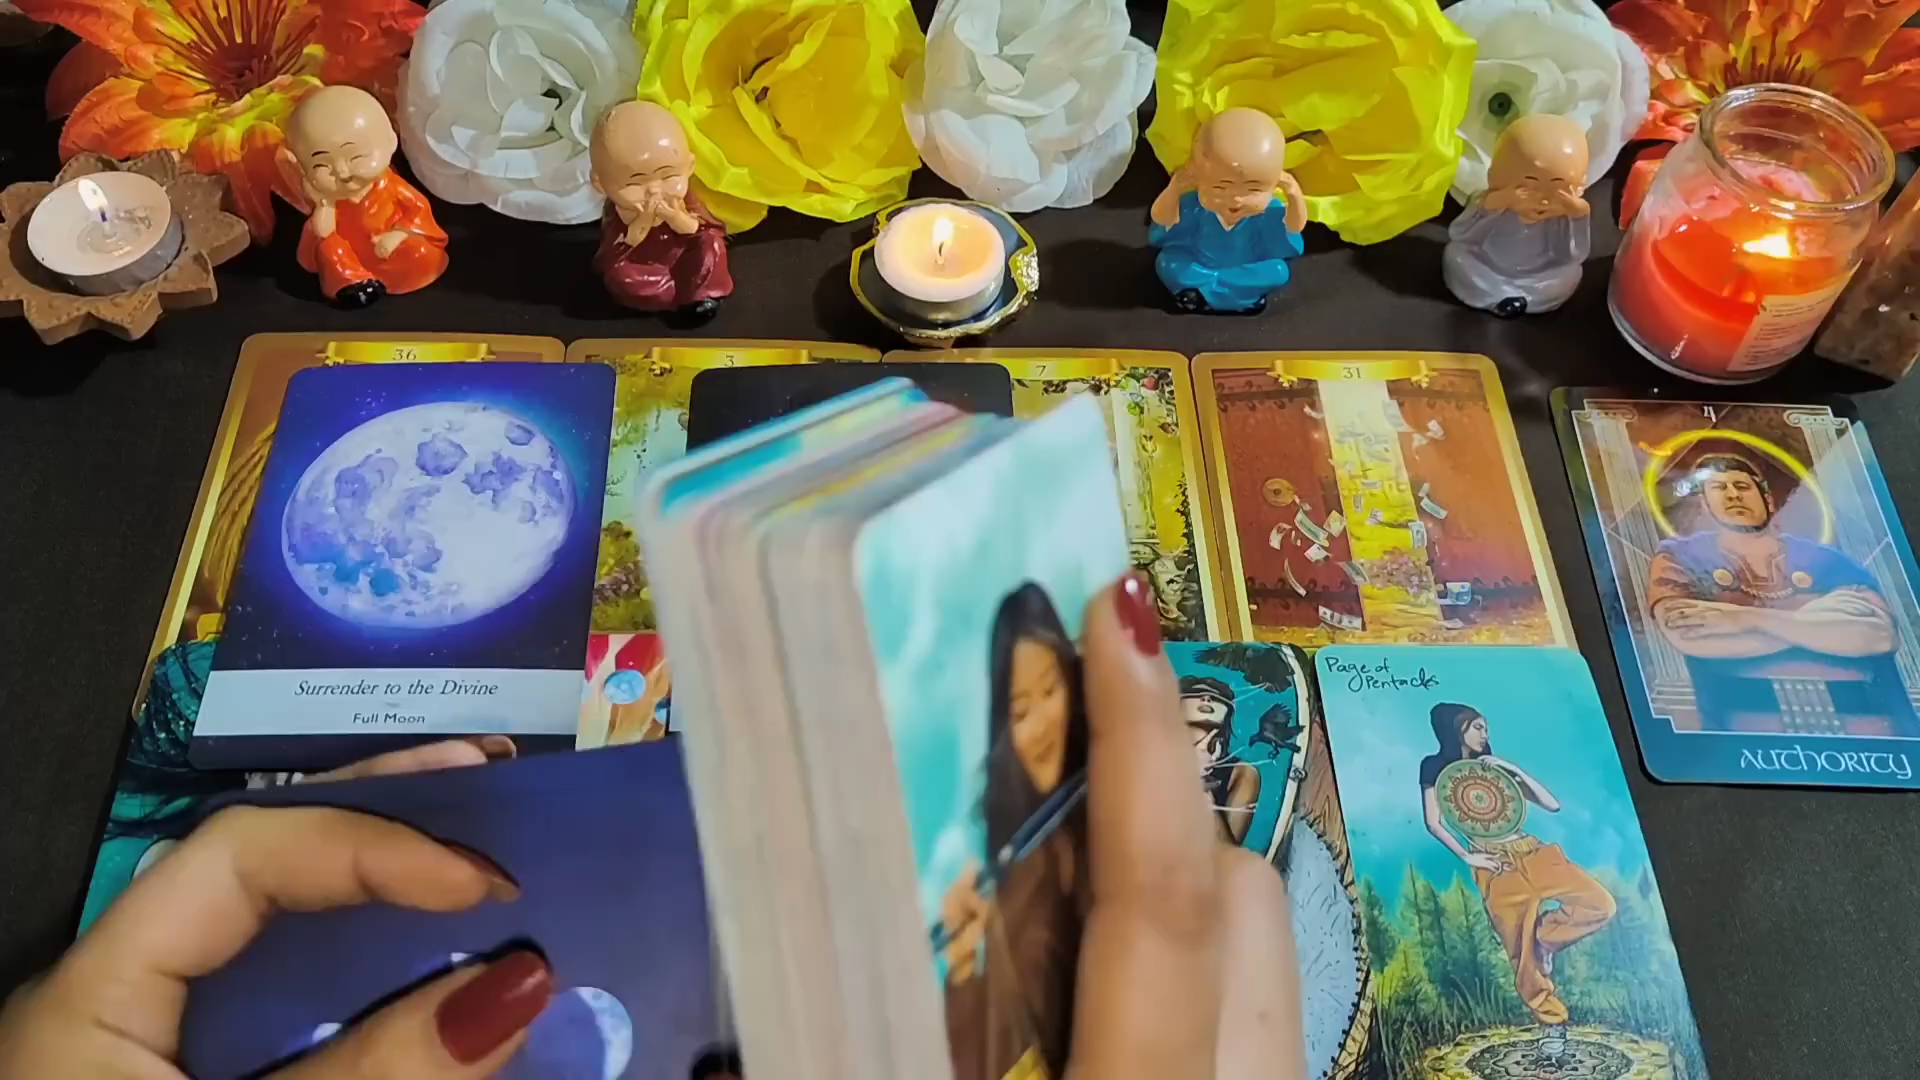 36
3
7
31
4
AUTHORITY
Surrender to the Divine
Full Moon
Page of
Pentacles